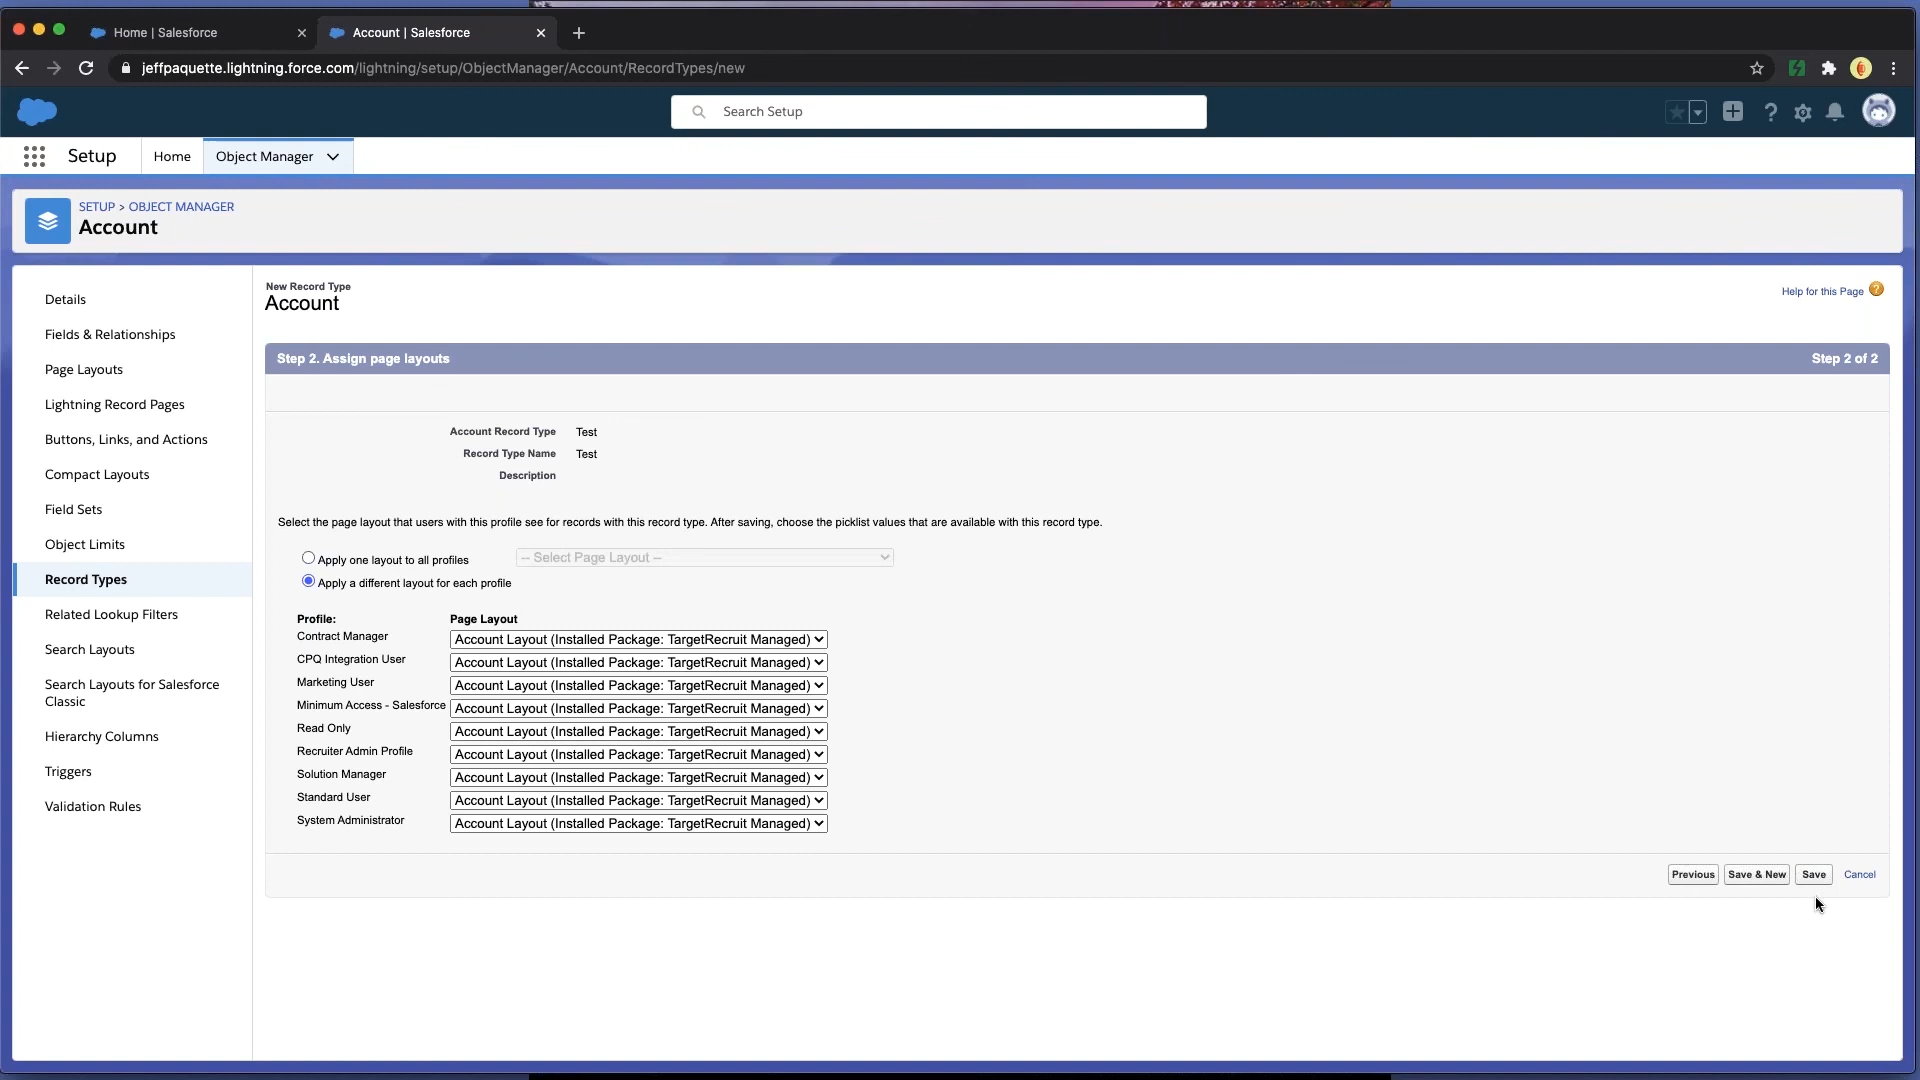 Home | Salesforce
Account | Salesforce
jeffpaquette.lightning.force.com/lightning/setup/ObjectManager/Account/RecordTypes/new
Search Setup
Setup
Home
Object Manager
SETUP > OBJECT MANAGER
Account
Details
Fields & Relationships
Page Layouts
Lightning Record Pages
Buttons, Links, and Actions
Compact Layouts
Field Sets
Object Limits
Record Types
Related Lookup Filters
Search Layouts
Search Layouts for Salesforce
Classic
Hierarchy Columns
Triggers
Validation Rules
New Record Type
Account
Help for this Page
Step 2. Assign page layouts
Step 2 of 2
Account Record Type Test
Record Type Name Test
Description
Select the page layout that users with this profile see for records with this record type. After saving, choose the picklist values that are available with this record type.
Apply one layout to all profiles
-- Select Page Layout --
Apply a different layout for each profile
Profile: Page Layout
Contract Manager Account Layout (Installed Package: TargetRecruit Managed)
CPQ Integration User Account Layout (Installed Package: TargetRecruit Managed)
Marketing User Account Layout (Installed Package: TargetRecruit Managed)
Minimum Access - Salesforce Account Layout (Installed Package: TargetRecruit Managed)
Read Only Account Layout (Installed Package: TargetRecruit Managed)
Recruiter Admin Profile Account Layout (Installed Package: TargetRecruit Managed)
Solution Manager Account Layout (Installed Package: TargetRecruit Managed)
Standard User Account Layout (Installed Package: TargetRecruit Managed)
System Administrator Account Layout (Installed Package: TargetRecruit Managed)
Previous
Save & New
Save
Cancel